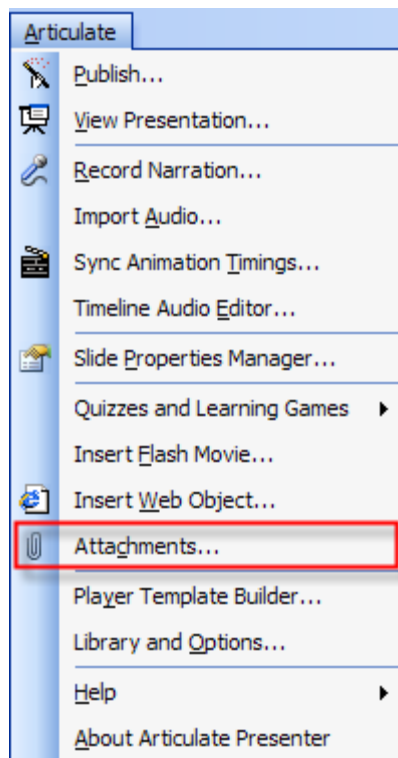 Articulate
Publish...
View Presentation...
Record Narration...
Import Audio...
Sync Animation Timings...
Timeline Audio Editor...
Slide Properties Manager...
Quizzes and Learning Games
Insert Flash Movie...
Insert Web Object...
Attachments...
Player Template Builder...
Library and Options...
Help
About Articulate Presenter